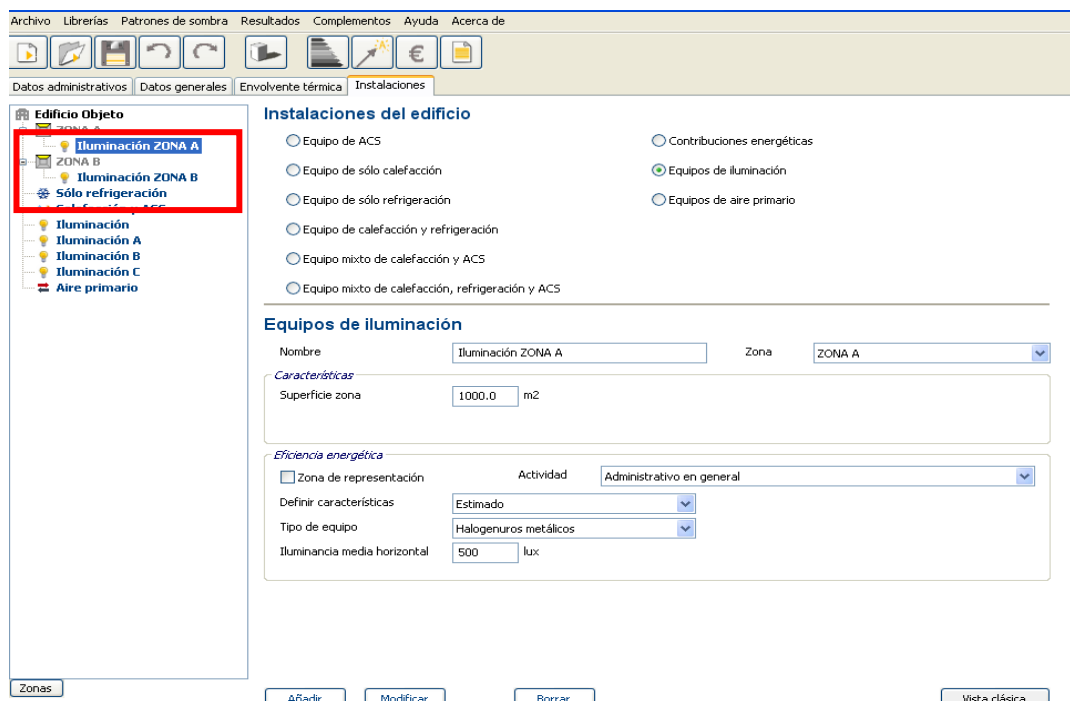 Archivo Librerías Patrones de sombra Resultados Complementos Ayuda Acerca de
€
Datos administrativos Datos generales Envolvente térmica Instalaciones
Edificio Objeto
ZONA A
Iluminación ZONA A
ZONA B
Iluminación ZONA B
Sólo refrigeración
Calefacción y ACS
Iluminación
Iluminación A
Iluminación B
Iluminación C
Aire primario
Zonas
Instalaciones del edificio
Equipo de ACS Contribuciones energéticas
Equipo de sólo calefacción Equipos de iluminación
Equipo de sólo refrigeración Equipos de aire primario
Equipo de calefacción y refrigeración
Equipo mixto de calefacción y ACS
Equipo mixto de calefacción, refrigeración y ACS
Equipos de iluminación
Nombre Iluminación ZONA A Zona ZONA A
Características
Superficie zona 1000.0 m2
Eficiencia energética
Zona de representación Actividad Administrativo en general
Definir características Estimado
Tipo de equipo Halogenuros metálicos
Iluminancia media horizontal 500 lux
Añadir Modificar Borrar Vista clásica